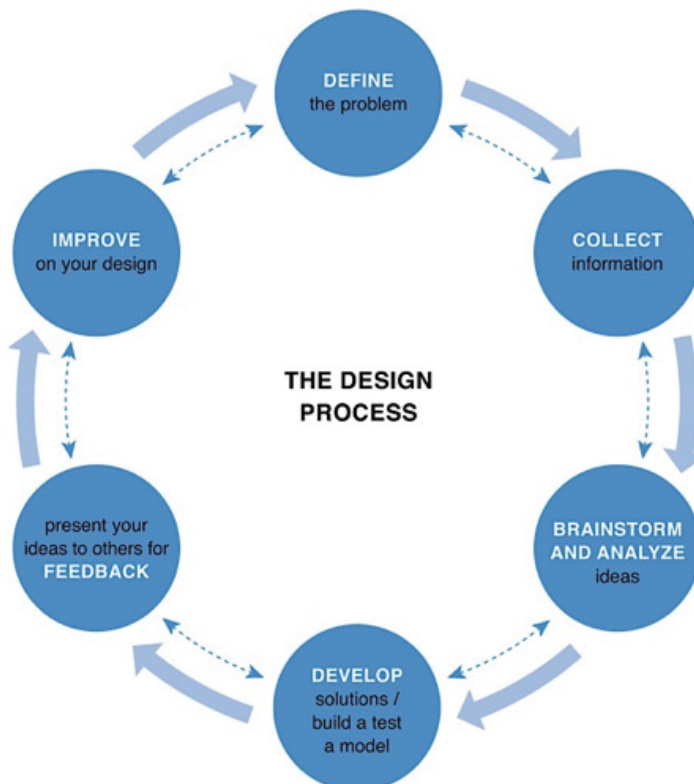 DEFINE
the problem
COLLECT
information
BRAINSTORM
AND ANALYZE
ideas
DEVELOP
solutions /
build a test
a model
present your
ideas to others for
FEEDBACK
IMPROVE
on your design
THE DESIGN
PROCESS